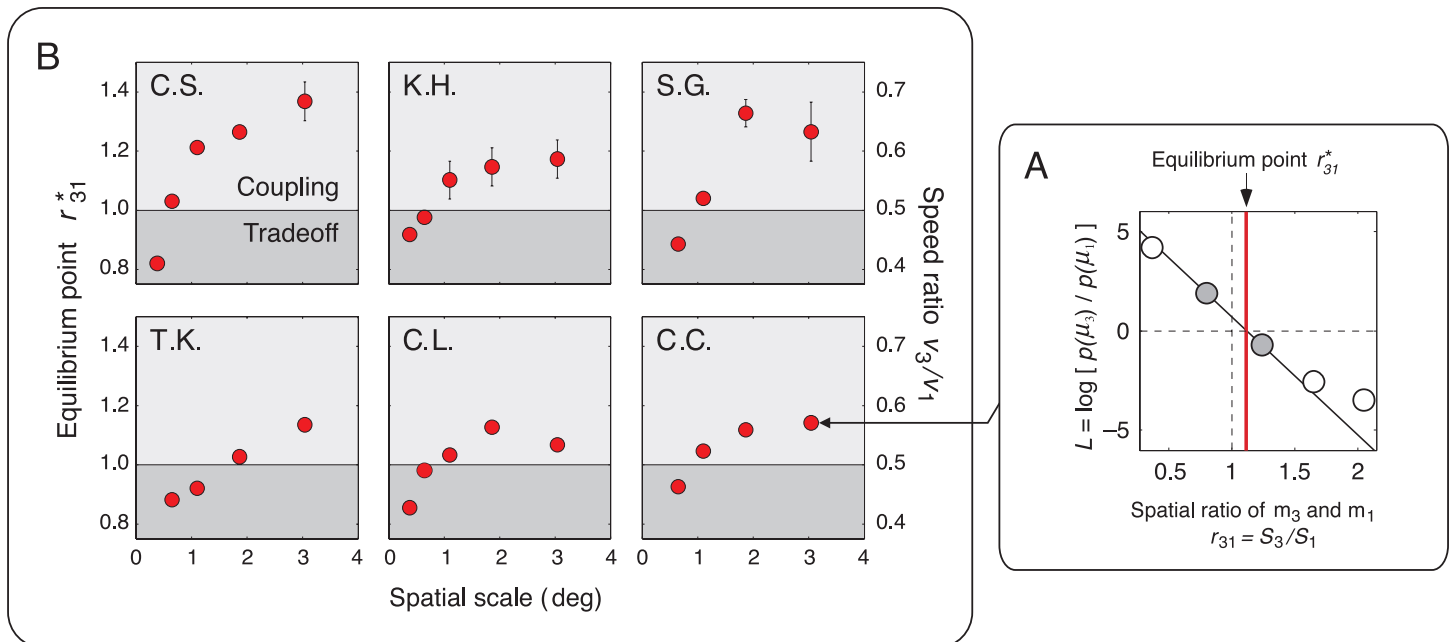 B
C.S.
K.H.
S.G.
Coupling
Tradeoff
1.4
1.2
1.0
0.8
0.7
0.6
0.5
0.4
T.K.
C.L.
C.C.
1.4
1.2
1.0
0.8
0.7
0.6
0.5
0.4
0 1 2 3 4
0 1 2 3 4
0 1 2 3 4
Equilibrium point r*31
Speed ratio v3/v1
Spatial scale (deg)
A
Equilibrium point r*31
L = log [ p(μ3) / p(μ1) ]
5
0
−5
0.5 1 1.5 2
Spatial ratio of m3 and m1
r31 = S3/S1